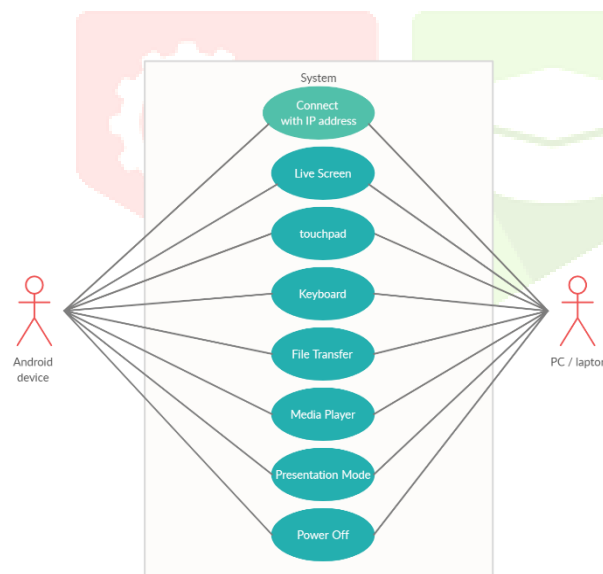 System
Connect
with IP address
Live Screen
touchpad
Keyboard
File Transfer
Media Player
Presentation Mode
Power Off
Android
device
PC / laptop